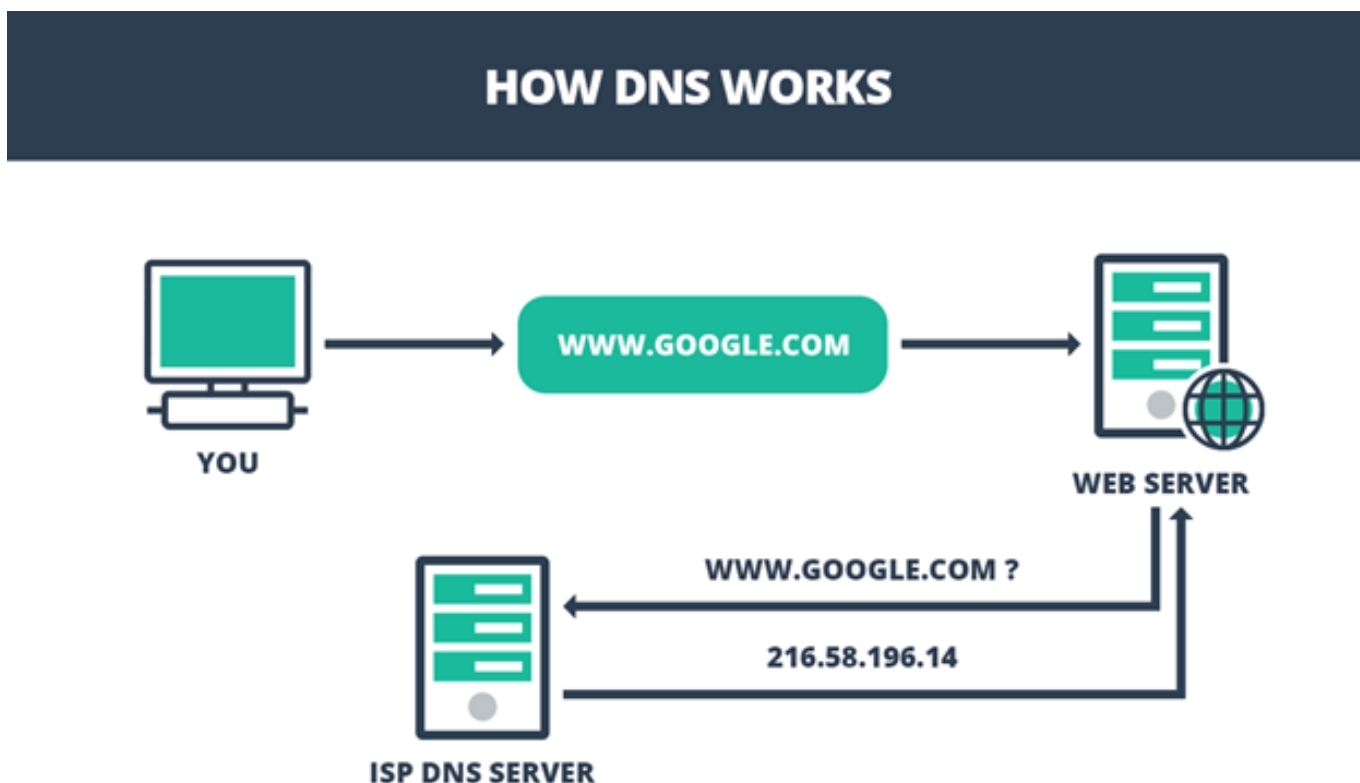 HOW DNS WORKS
WWW.GOOGLE.COM
YOU
WEB SERVER
WWW.GOOGLE.COM ?
216.58.196.14
ISP DNS SERVER